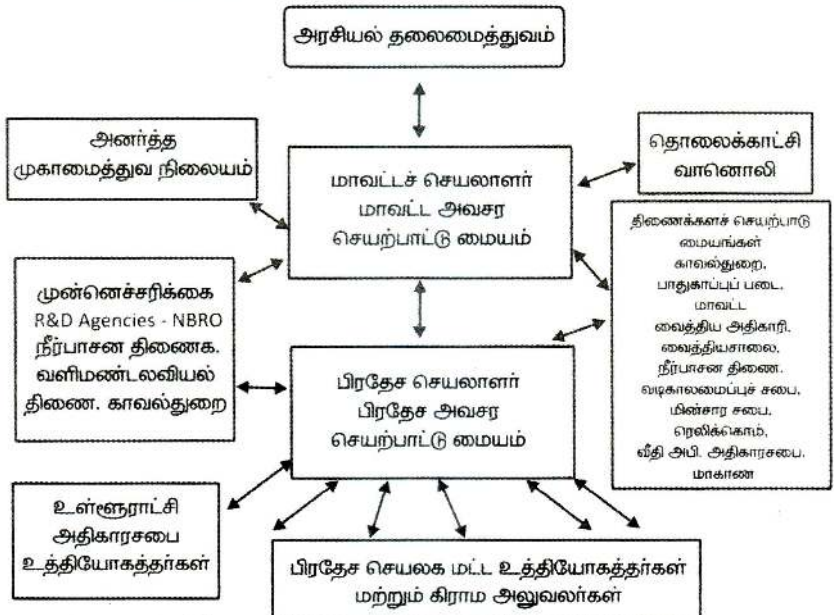 அரசியல் தலைமைத்துவம்
அனர்த்த
முகாமைத்துவ நிலையம்
மாவட்டச் செயலாளர்
மாவட்ட அவசர
செயற்பாட்டு மையம்
தொலைக்காட்சி
வானொலி
முன்னெச்சரிக்கை
R&D Agencies - NBRO
நீர்பாசன திணைக.
வளிமண்டலவியல்
திணை. காவல்துறை
திணைக்களச் செயற்பாடு
மையங்கள்
காவல்துறை,
பாதுகாப்புப் படை,
மாவட்ட
வைத்திய அதிகாரி,
வைத்தியசாலை,
நீர்பாசன திணை.
வடிகாலமைப்புச் சபை,
மின்சார சபை,
ரெலிக்கொம்,
வீதி அபி. அதிகாரசபை,
மாகாண
பிரதேச செயலாளர்
பிரதேச அவசர
செயற்பாட்டு மையம்
உள்ளூராட்சி
அதிகாரசபை
உத்தியோகத்தர்கள்
பிரதேச செயலக மட்ட உத்தியோகத்தர்கள்
மற்றும் கிராம அலுவலர்கள்